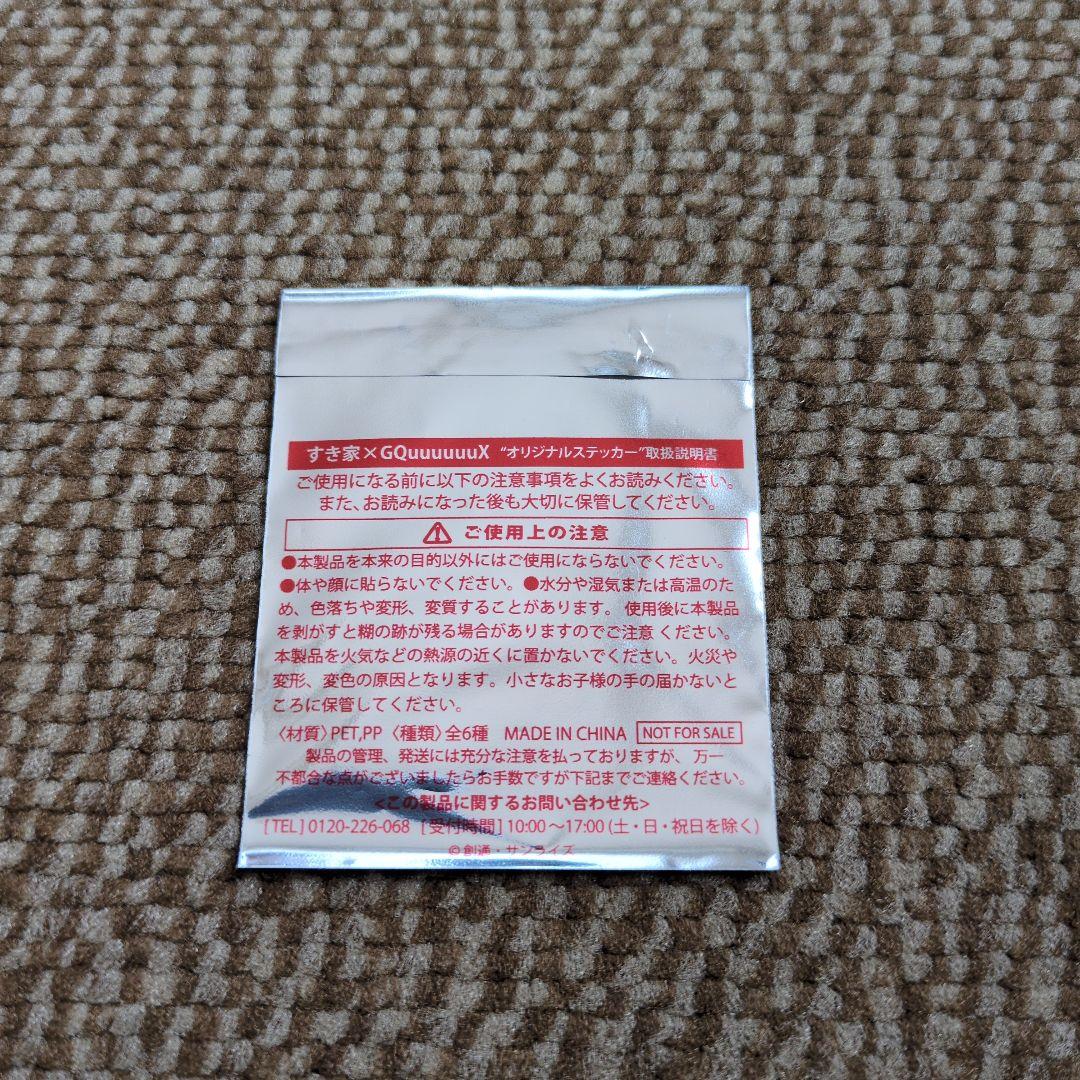 すき家×GQuuuuuuX “オリジナルステッカー”取扱説明書
ご使用になる前に以下の注意事項をよくお読みください。
また、お読みになった後も大切に保管してください。
ご使用上の注意
●本製品を本来の目的以外にはご使用にならないでください。
●体や顔に貼らないでください。●水分や湿気または高温のた
め、色落ちや変形、変質することがあります。 使用後に本製品
を剥がすと糊の跡が残る場合がありますのでご注意 ください。
本製品を火気などの熱源の近くに置かないでください。火災や
変形、変色の原因となります。小さなお子様の手の届かないと
ころに保管してください。
〈材質〉PET,PP 〈種類〉全6種 MADE IN CHINA NOT FOR SALE
製品の管理、発送には充分な注意を払っておりますが、 万一
不都合な点がございましたらお手数ですが下記までご連絡ください。
<この製品に関するお問い合わせ先>
[TEL] 0120-226-068 [受付時間] 10:00～17:00 (土・日・祝日を除く)
©創通・サンライズ